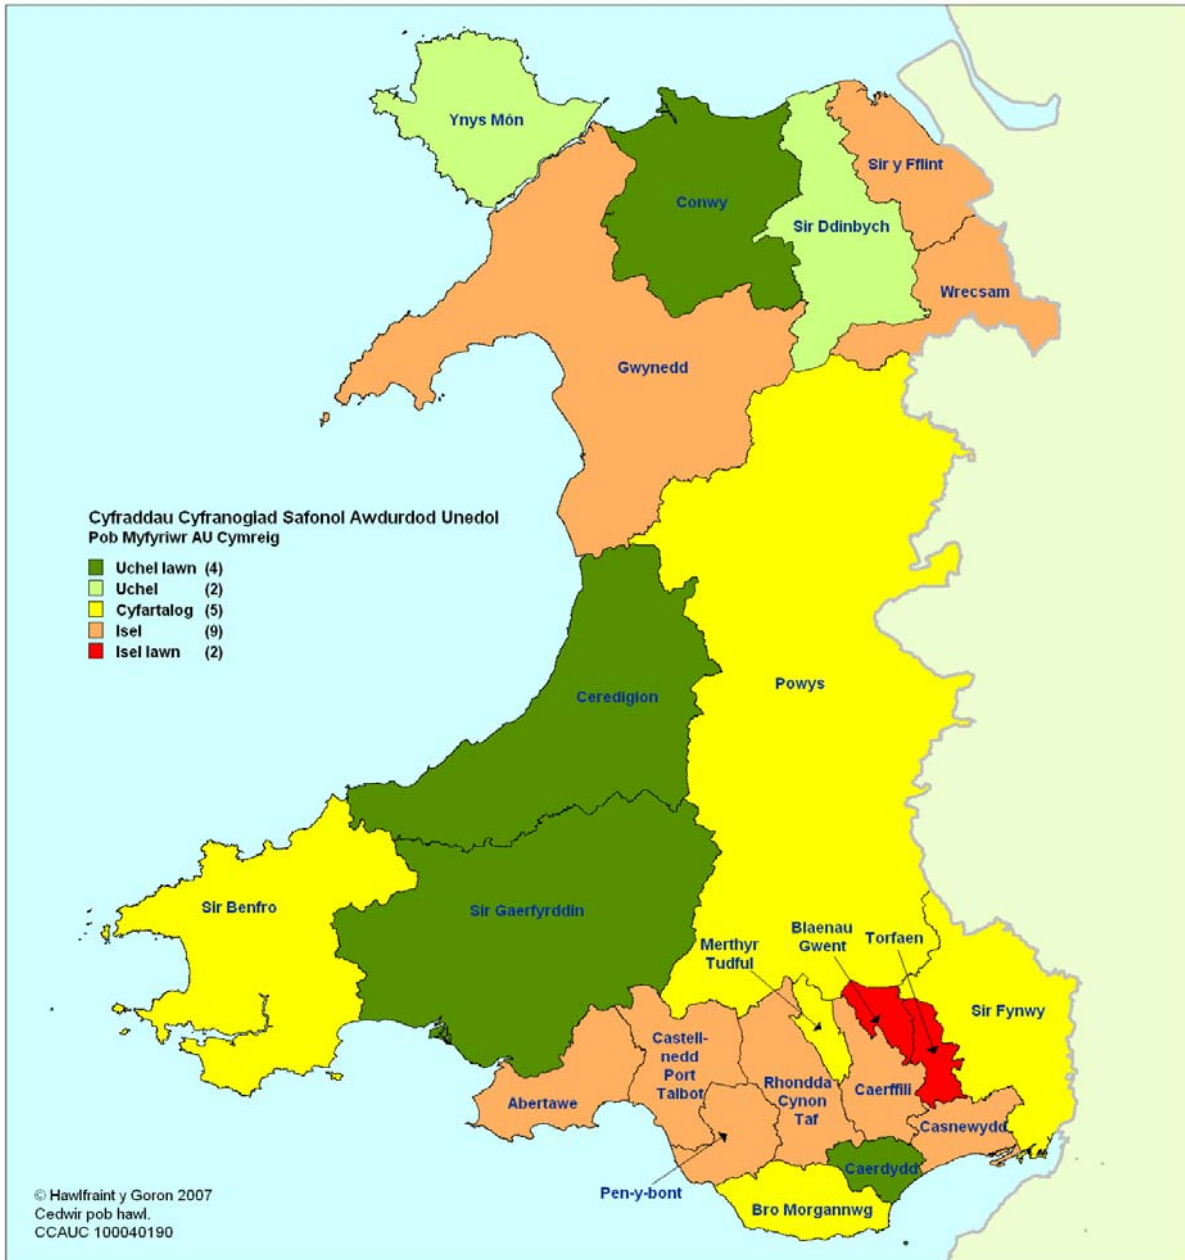 Ynys Môn
Conwy
Sir y Fflint
Sir Ddinbych
Wrecsam
Gwynedd
Cyfraddau Cyfranogiad Safonol Awdurdod Unedol
Pob Myfyriwr AU Cymreig
Uchel Iawn (4)
Uchel (2)
Cyfartalog (5)
Isel (9)
Isel Iawn (2)
Powys
Ceredigion
Sir Benfro
Sir Gaerfyrddin
Merthyr
Tudful
Blaenau
Gwent
Torfaen
Sir Fynwy
Castell-
nedd
Port
Talbot
Abertawe
Rhondda
Cynon
Taf
Caerffili
Casnewydd
Caerdydd
Pen-y-bont
Bro Morgannwg
© Hawlfraint y Goron 2007
Cedwir pob hawl.
CCAUC 100040190